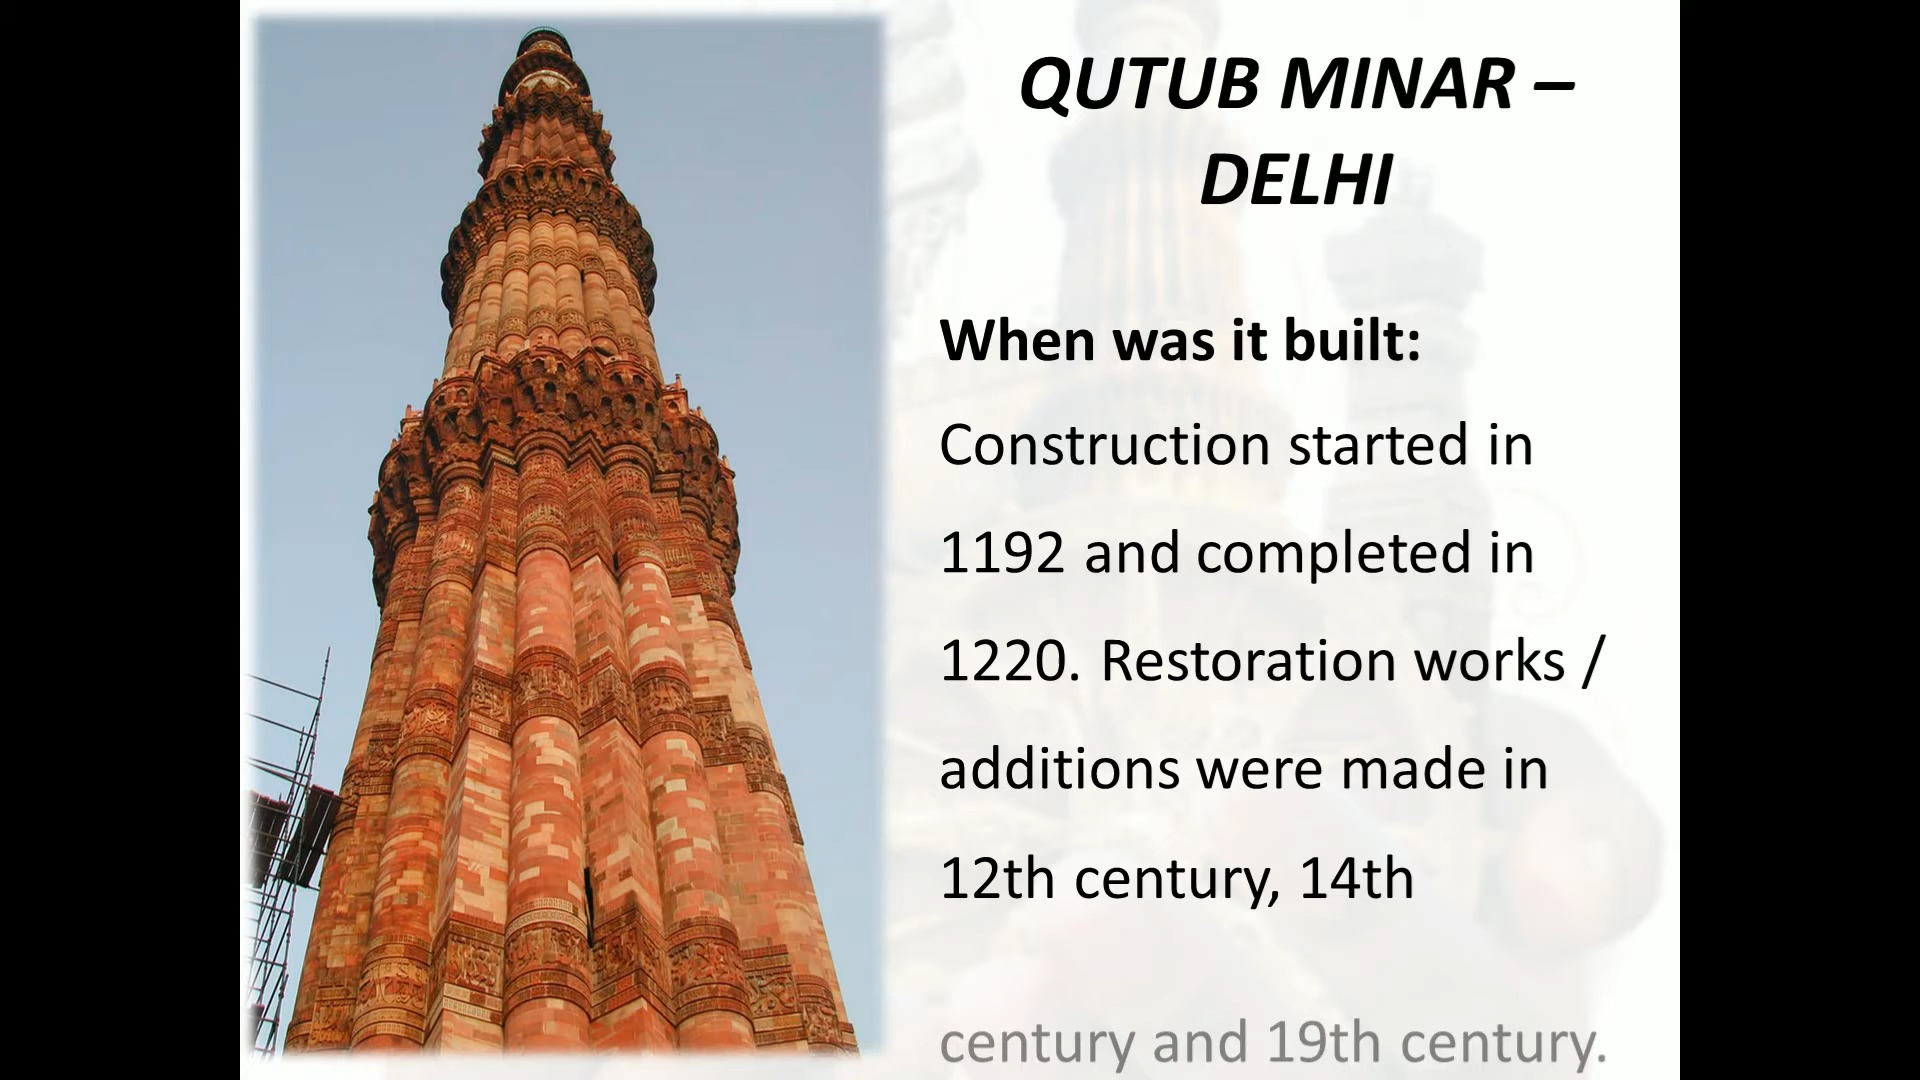 QUTUB MINAR –
DELHI
When was it built:
Construction started in
1192 and completed in
1220. Restoration works /
additions were made in
12th century, 14th
century and 19th century.